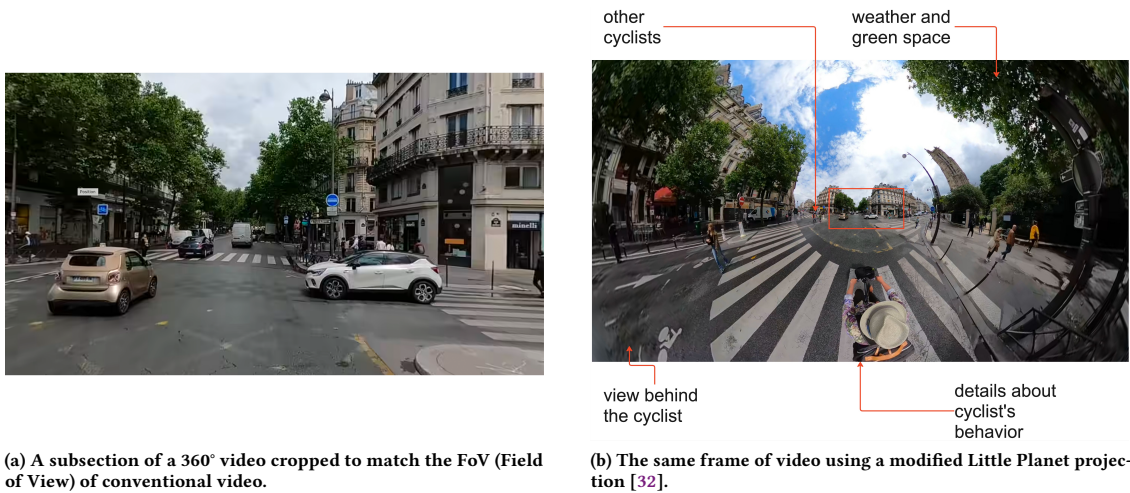 other
cyclists
weather and
green space
minelli
view behind
the cyclist
details about
cyclist's
behavior
(a) A subsection of a 360° video cropped to match the FoV (Field
of View) of conventional video.
(b) The same frame of video using a modified Little Planet projec-
tion [32].